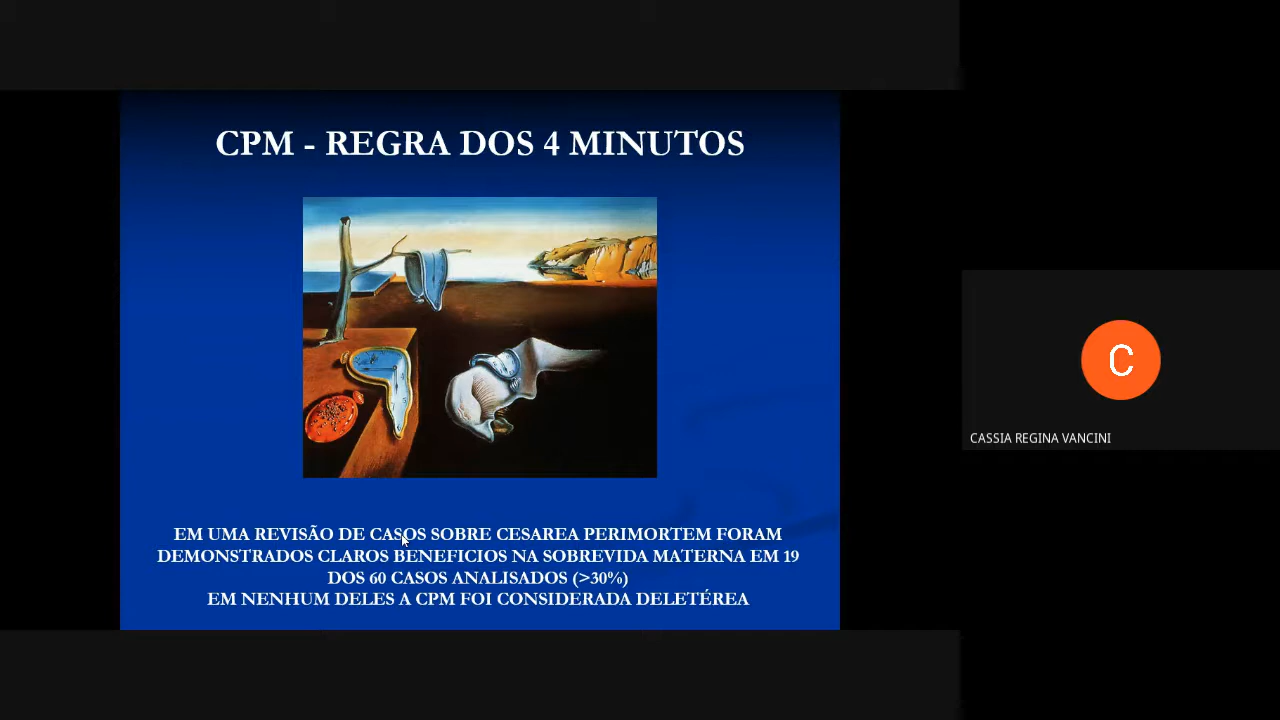 CPM - REGRA DOS 4 MINUTOS
EM UMA REVISÃO DE CASOS SOBRE CESAREA PERIMORTEM FORAM
DEMONSTRADOS CLAROS BENEFICIOS NA SOBREVIDA MATERNA EM 19
DOS 60 CASOS ANALISADOS (>30%)
EM NENHUM DELES A CPM FOI CONSIDERADA DELETÉREA
C
CASSIA REGINA VANCINI